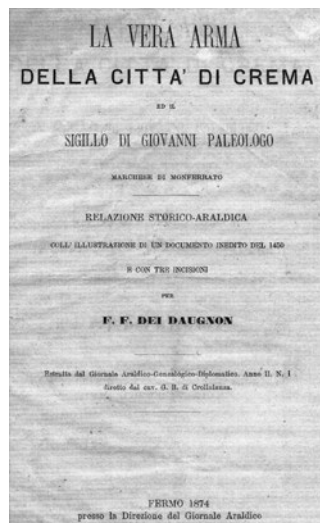 LA VERA ARMA
DELLA CITTA' DI CREMA
ED IL
SIGILLO DI GIOVANNI PALEOLOGO
MARCHESE DI MONFERRATO
RELAZIONE STORICO-ARALDICA
COLL' ILLUSTRAZIONE DI UN DOCUMENTO INEDITO DEL 1450
E CON TRE INCISIONI
PER
F. F. DEI DAUGNON
Estratta dal Giornale Araldico-Genealogico-Diplomatico. Anno II. N. 1
diretto dal cav. G. B. di Crollalanza.
FERMO 1874
presso la Direzione del Giornale Araldico